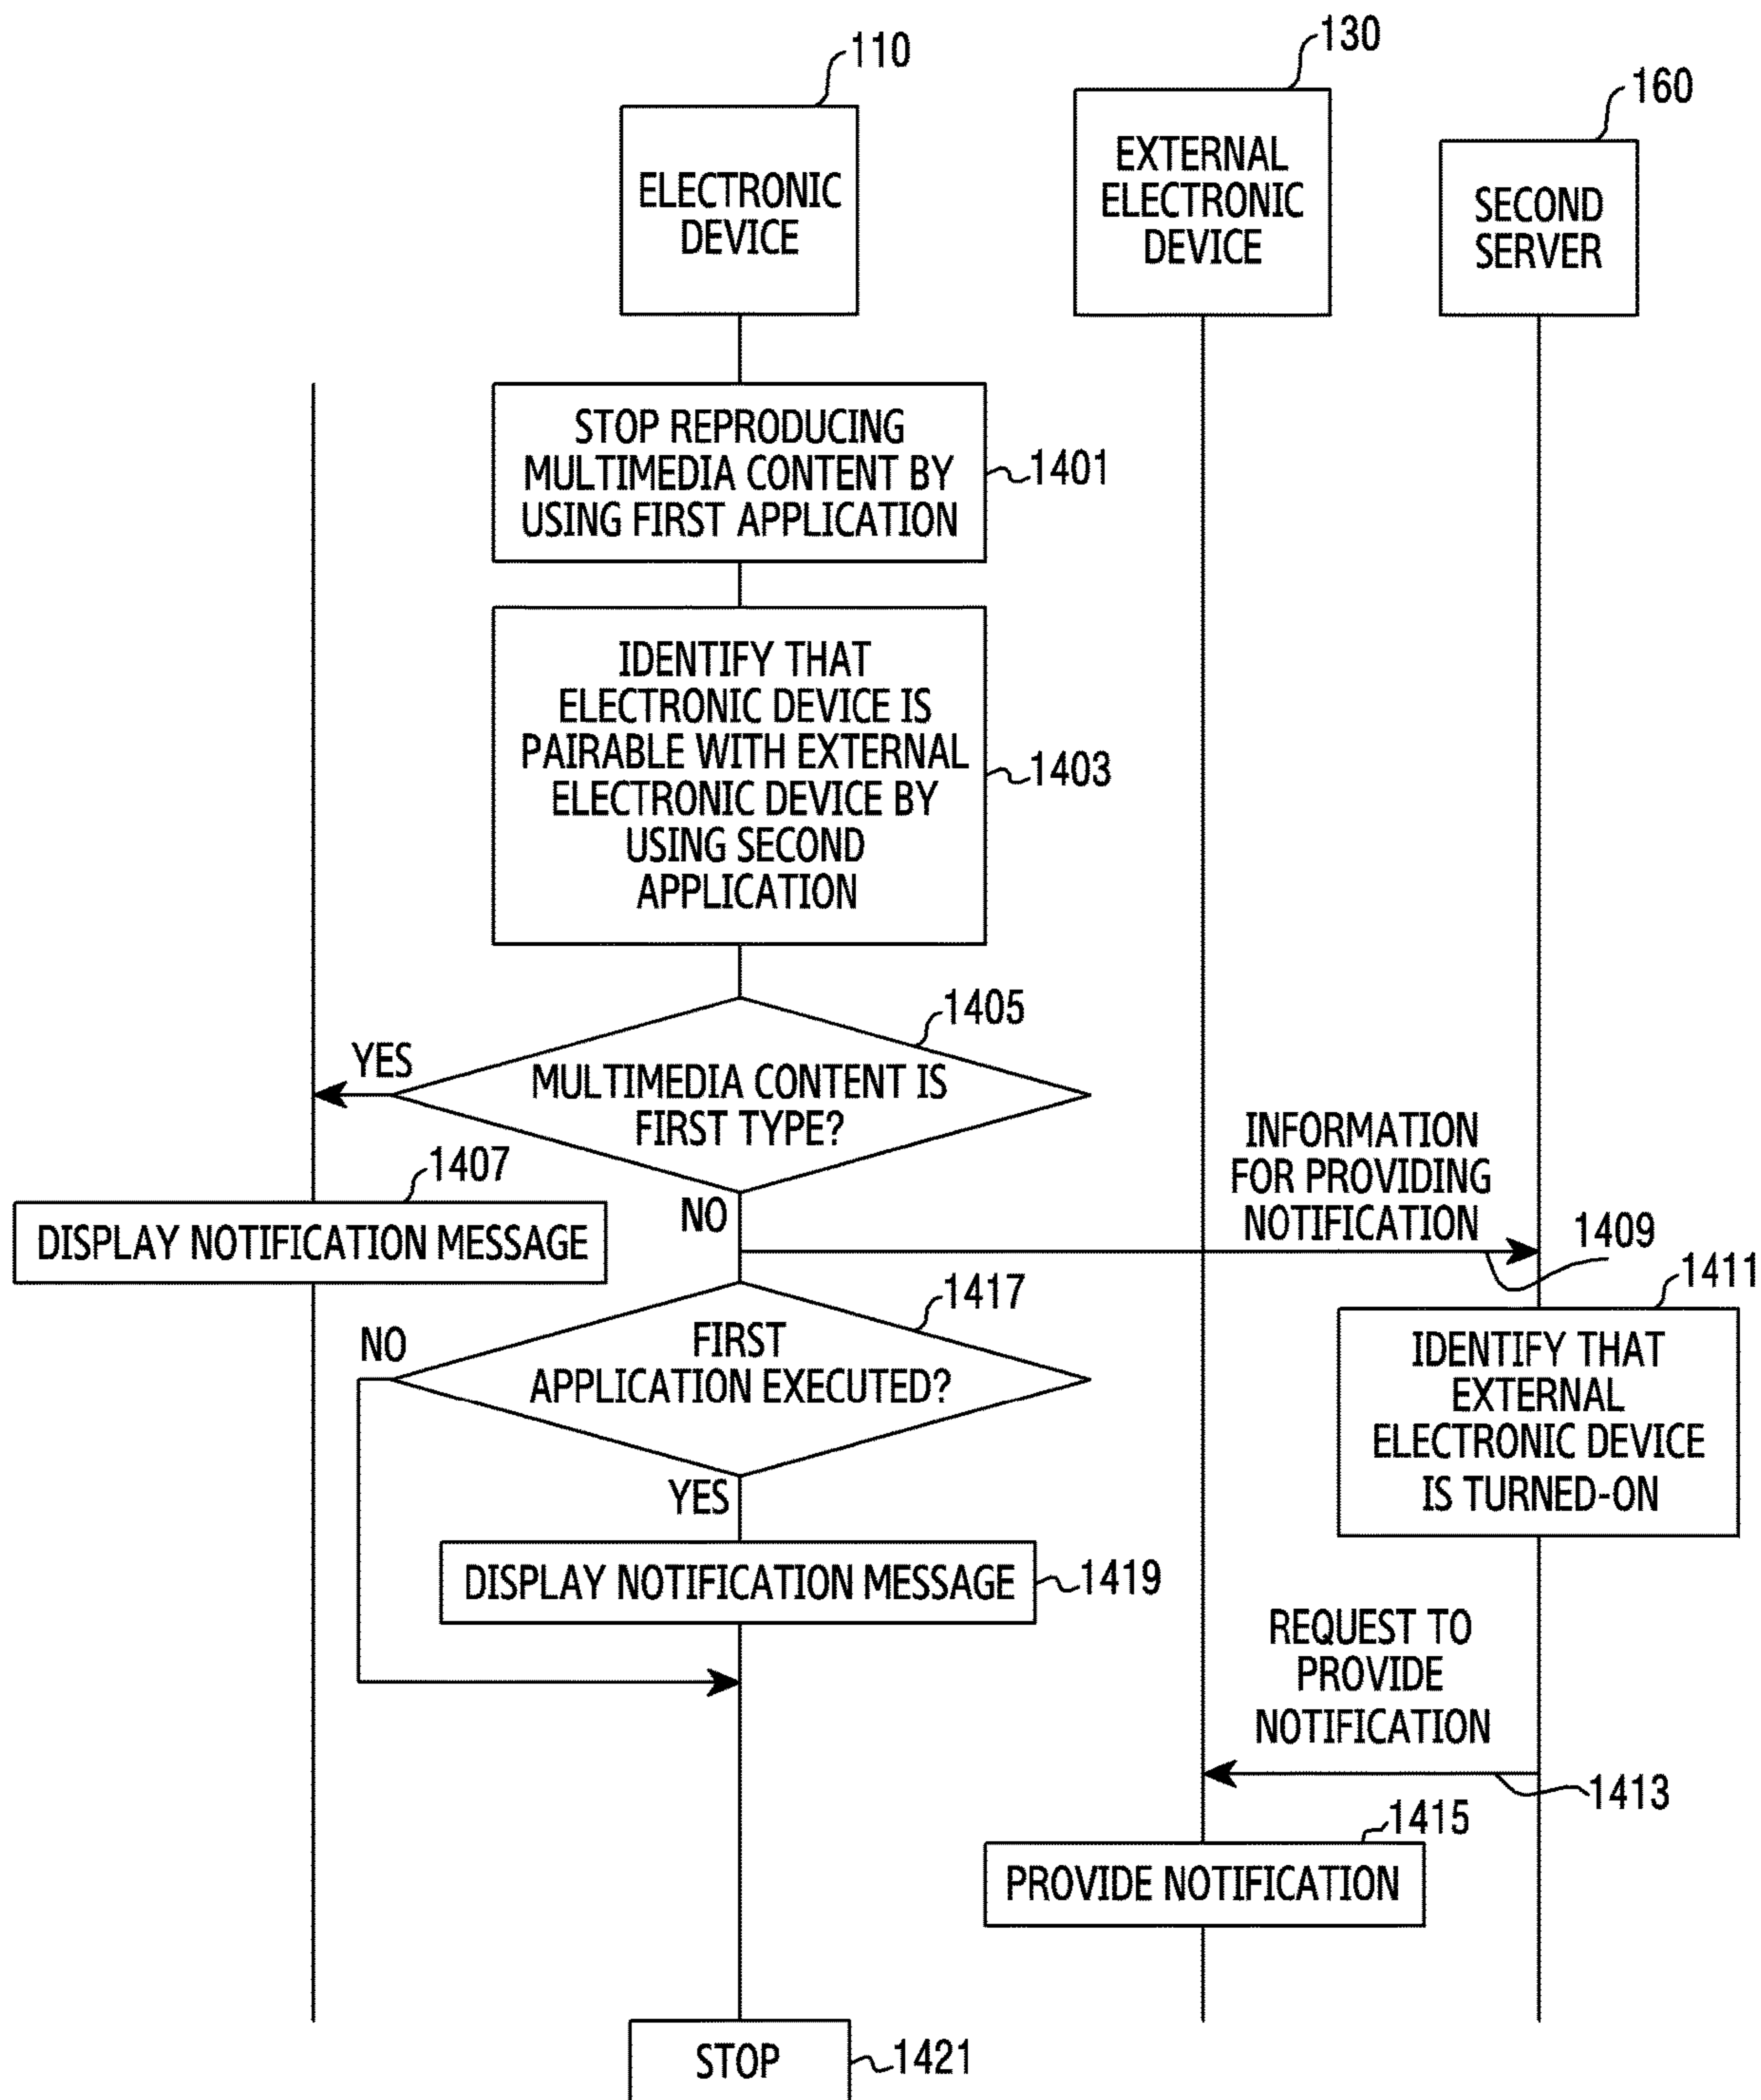 110
130
160
ELECTRONIC
DEVICE
EXTERNAL
ELECTRONIC
DEVICE
SECOND
SERVER
STOP REPRODUCING
MULTIMEDIA CONTENT BY
USING FIRST APPLICATION
1401
IDENTIFY THAT
ELECTRONIC DEVICE IS
PAIRABLE WITH EXTERNAL
ELECTRONIC DEVICE BY
USING SECOND
APPLICATION
1403
1405
YES
MULTIMEDIA CONTENT IS
FIRST TYPE?
1407
DISPLAY NOTIFICATION MESSAGE
NO
INFORMATION
FOR PROVIDING
NOTIFICATION
1409
1411
IDENTIFY THAT
EXTERNAL
ELECTRONIC DEVICE
IS TURNED-ON
1417
NO
FIRST
APPLICATION EXECUTED?
YES
DISPLAY NOTIFICATION MESSAGE
1419
REQUEST TO
PROVIDE
NOTIFICATION
1413
1415
PROVIDE NOTIFICATION
STOP
1421